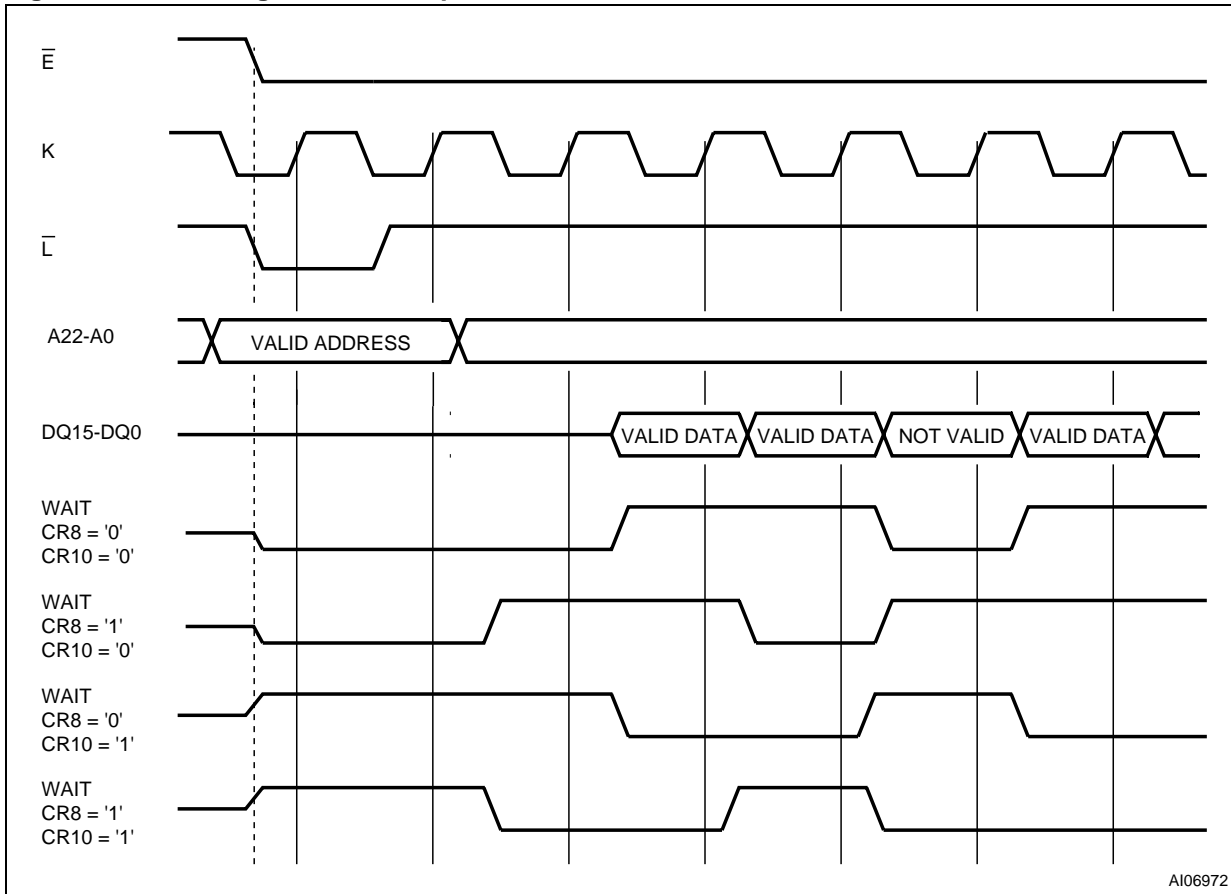 E̅
K
L̅
A22-A0
VALID ADDRESS
DQ15-DQ0
VALID DATA VALID DATA NOT VALID VALID DATA
WAIT
CR8 = '0'
CR10 = '0'
WAIT
CR8 = '1'
CR10 = '0'
WAIT
CR8 = '0'
CR10 = '1'
WAIT
CR8 = '1'
CR10 = '1'
AI06972